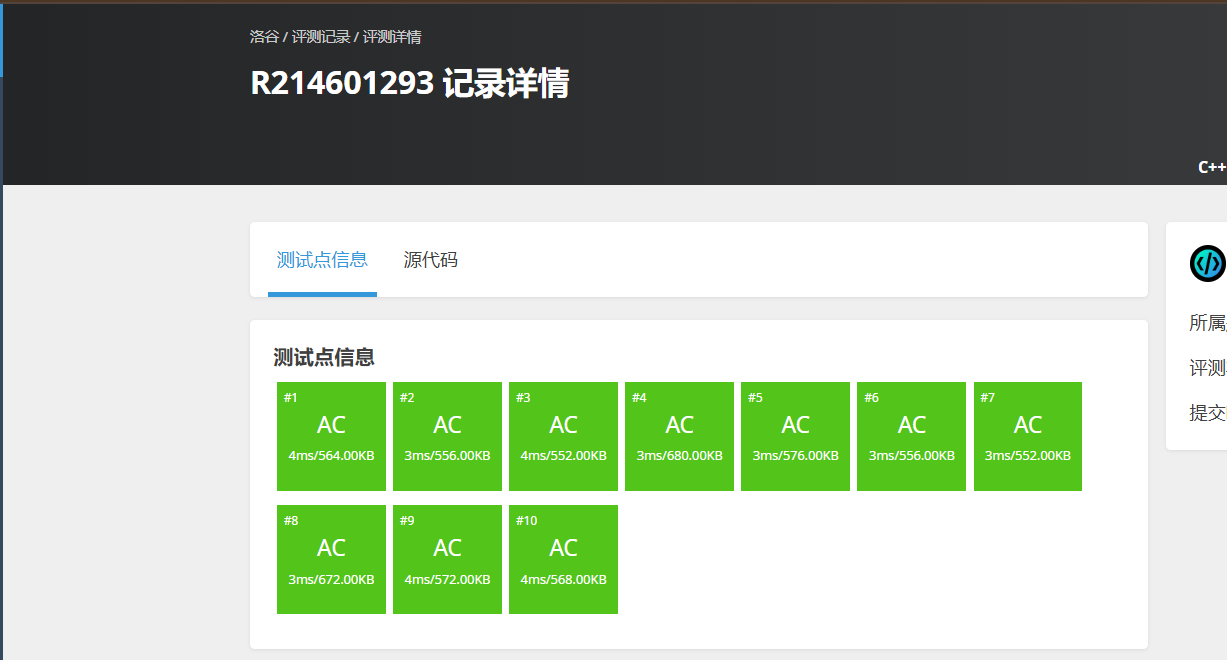 洛谷 / 评测记录 / 评测详情
R214601293 记录详情
C++
测试点信息 源代码
所属
评测
提交
测试点信息
#1 #2 #3 #4 #5 #6 #7
AC AC AC AC AC AC AC
4ms/564.00KB 3ms/556.00KB 4ms/552.00KB 3ms/680.00KB 3ms/576.00KB 3ms/556.00KB 3ms/552.00KB
#8 #9 #10
AC AC AC
3ms/672.00KB 4ms/572.00KB 4ms/568.00KB